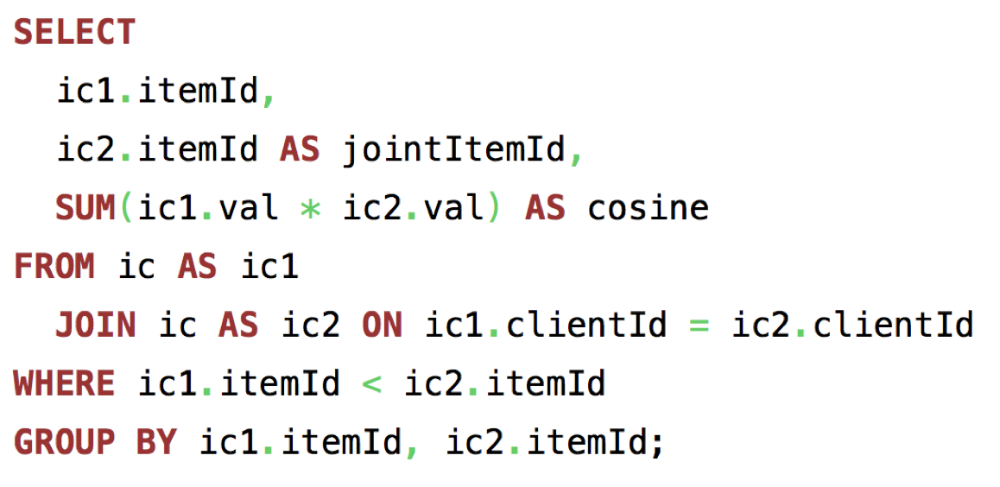 SELECT
ic1.itemId,
ic2.itemId AS jointItemId,
SUM(ic1.val * ic2.val) AS cosine
FROM ic AS ic1
JOIN ic AS ic2 ON ic1.clientId = ic2.clientId
WHERE ic1.itemId < ic2.itemId
GROUP BY ic1.itemId, ic2.itemId;